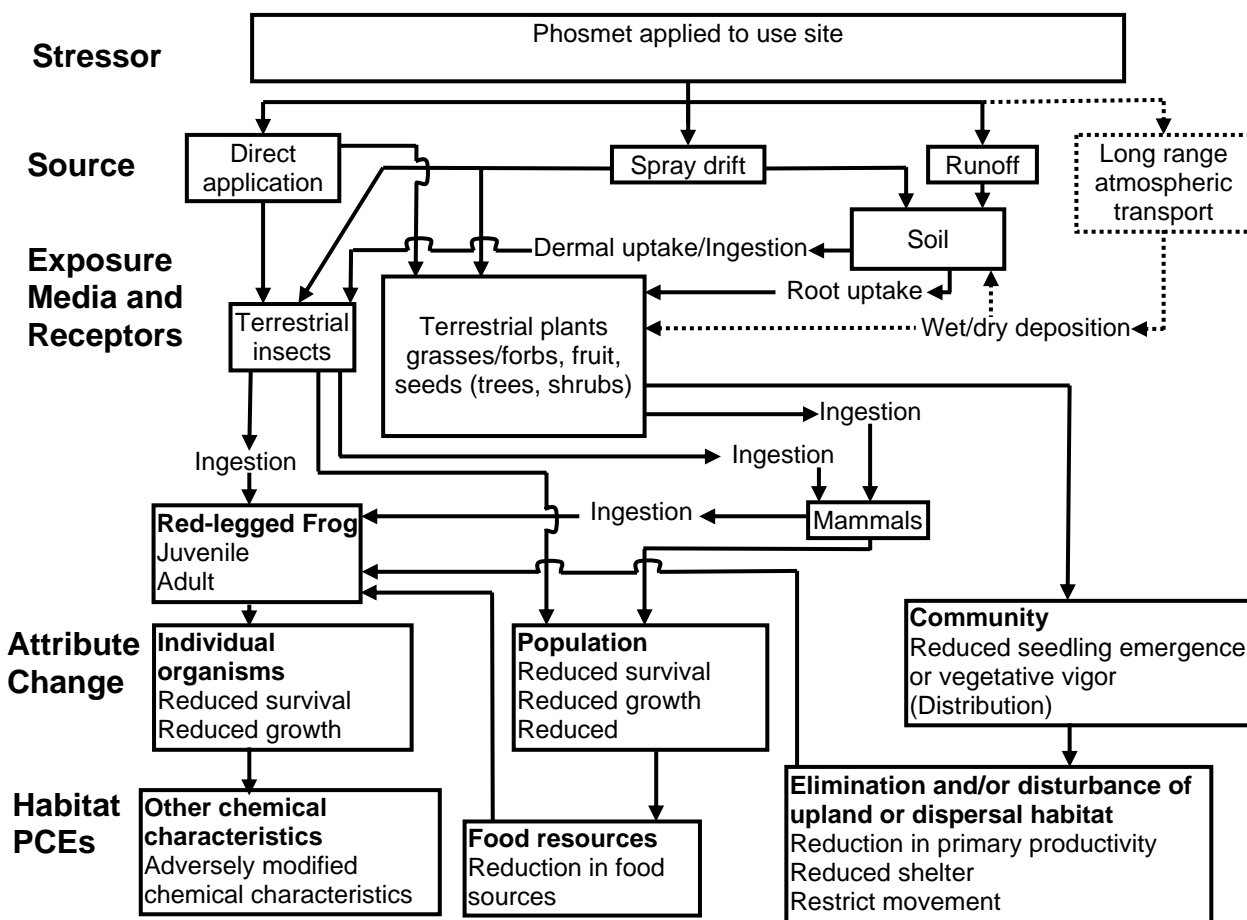 Stressor
Phosmet applied to use site
Source
Direct
application
Spray drift
Runoff
Long range
atmospheric
transport
Exposure
Media and
Receptors
Soil
Dermal uptake/Ingestion
Root uptake
Wet/dry deposition
Terrestrial
insects
Terrestrial plants
grasses/forbs, fruit,
seeds (trees, shrubs)
Ingestion
Ingestion
Ingestion
Ingestion
Mammals
Red-legged Frog
Juvenile
Adult
Attribute
Change
Individual
organisms
Reduced survival
Reduced growth
Population
Reduced survival
Reduced growth
Reduced
Community
Reduced seedling emergence
or vegetative vigor
(Distribution)
Habitat
PCEs
Other chemical
characteristics
Adversely modified
chemical characteristics
Food resources
Reduction in food
sources
Elimination and/or disturbance of
upland or dispersal habitat
Reduction in primary productivity
Reduced shelter
Restrict movement